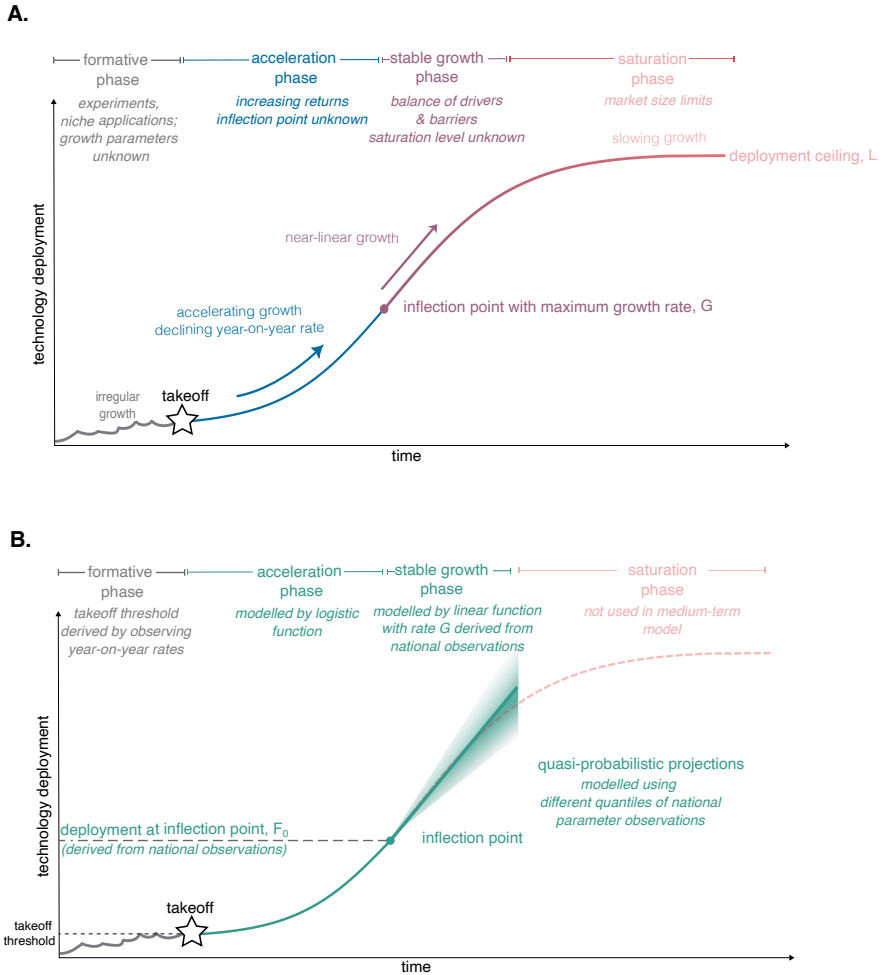 A.
formative
phase
experiments,
niche applications;
growth parameters
unknown
acceleration
phase
increasing returns
inflection point unknown
stable growth
phase
balance of drivers
& barriers
saturation level unknown
saturation
phase
market size limits
slowing growth
deployment ceiling, L
near-linear growth
inflection point with maximum growth rate, G
accelerating growth
declining year-on-year rate
irregular
growth
takeoff
technology deployment
time
B.
formative
phase
takeoff threshold
derived by observing
year-on-year rates
acceleration
phase
modelled by logistic
function
stable growth
phase
modelled by linear function
with rate G derived from
national observations
saturation
phase
not used in medium-term
model
quasi-probabilistic projections
modelled using
different quantiles of national
parameter observations
deployment at inflection point, F₀
(derived from national observations)
inflection point
takeoff
takeoff
threshold
technology deployment
time